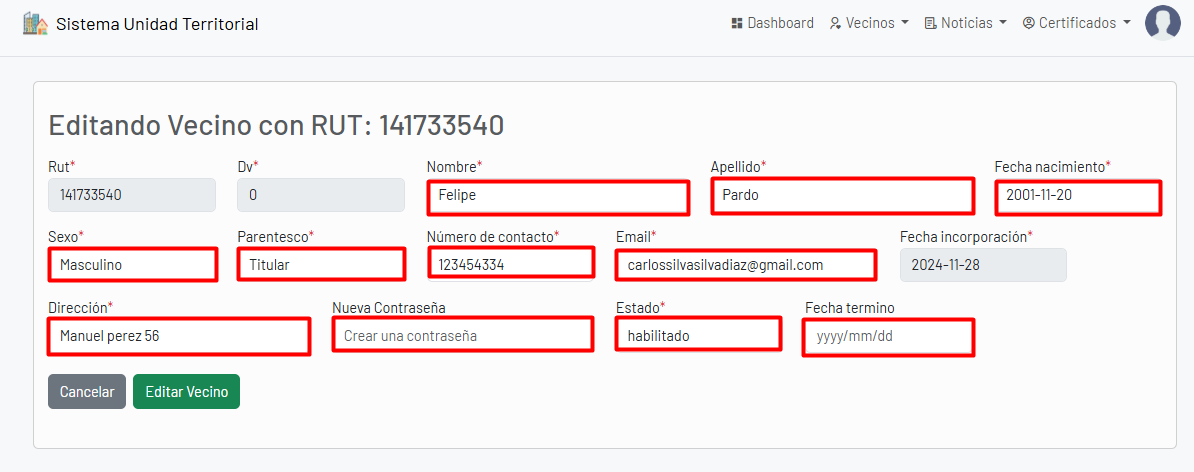 Sistema Unidad Territorial
Dashboard Vecinos Noticias Certificados
Editando Vecino con RUT: 141733540
Rut* Dv* Nombre* Apellido* Fecha nacimiento*
141733540 0 Felipe Pardo 2001-11-20
Sexo* Parentesco* Número de contacto* Email* Fecha incorporación*
Masculino Titular 123454334 carlossilvasilvadiaz@gmail.com 2024-11-28
Dirección* Nueva Contraseña Estado* Fecha termino
Manuel perez 56 Crear una contraseña habilitado yyyy/mm/dd
Cancelar Editar Vecino